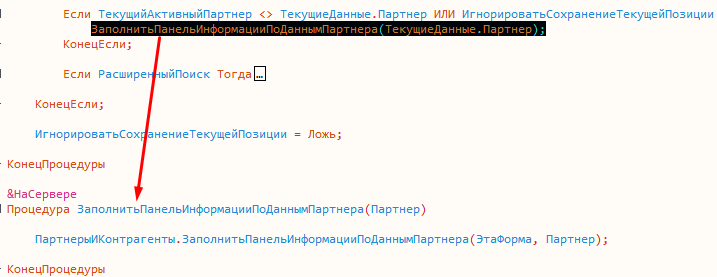 Если ТекущийАктивныйПартнер <> ТекущиеДанные.Партнер ИЛИ ИгнорироватьСохранениеТекущейПозиции
ЗаполнитьПанельИнформацииПоДаннымПартнера(ТекущиеДанные.Партнер);
КонецЕсли;
Если РасширенныйПоиск Тогда...
КонецЕсли;
ИгнорироватьСохранениеТекущейПозиции = Ложь;
КонецПроцедуры
&НаСервере
Процедура ЗаполнитьПанельИнформацииПоДаннымПартнера(Партнер)
ПартнерыИКонтрагенты.ЗаполнитьПанельИнформацииПоДаннымПартнера(ЭтаФорма, Партнер);
КонецПроцедуры